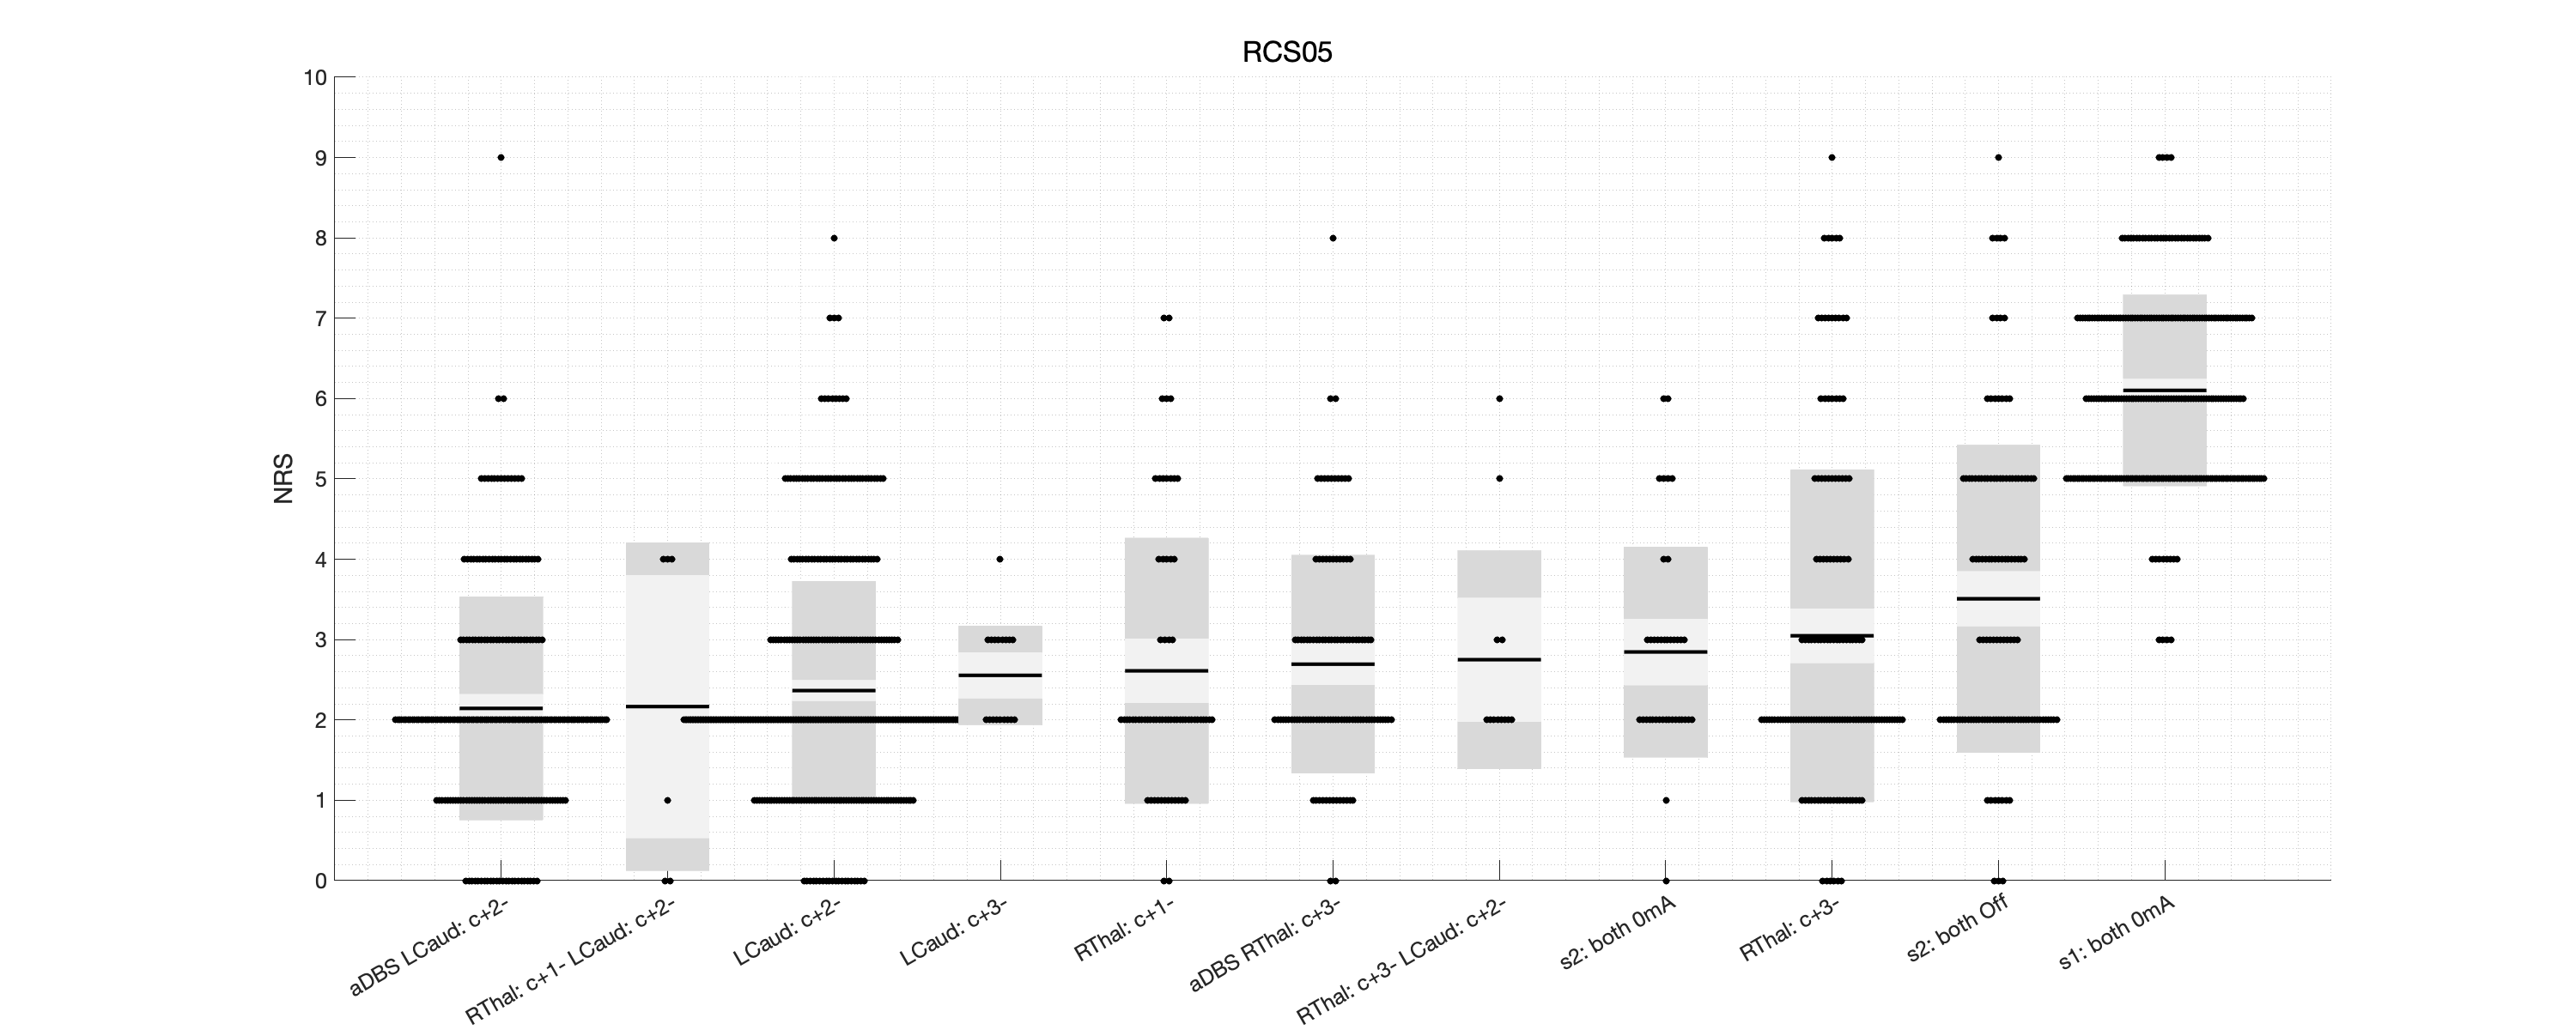 RCS05
10
9
8
7
6
5
4
3
2
1
0
NRS
aDBS LCaud: c+2-
RThal: c+1- LCaud: c+2-
LCaud: c+2-
LCaud: c+3-
RThal: c+1-
aDBS RThal: c+3-
RThal: c+3- LCaud: c+2-
s2: both 0mA
RThal: c+3-
s2: both Off
s1: both 0mA